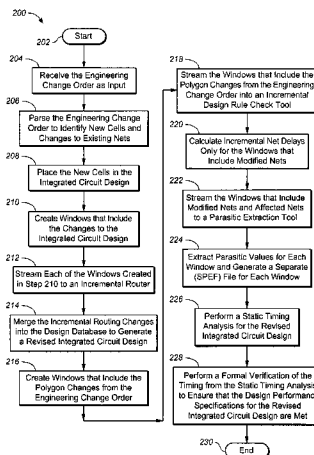 200
202
Start
204
Receive the Engineering
Change Order as Input
206
Parse the Engineering
Change Order to Identify New Cells and
Changes to Existing Nets
208
Place the New Cells in the
Integrated Circuit Design
210
Create Windows that Include
the Changes to the
Integrated Circuit Design
212
Stream Each of the Windows Created
in Step 210 to an Incremental Router
214
Merge the Incremental Routing Changes
into the Design Database to Generate
a Revised Integrated Circuit Design
216
Create Windows that Include the
Polygon Changes from the
Engineering Change Order
218
Stream the Windows that Include the
Polygon Changes from the Engineering
Change Order into an Incremental
Design Rule Check Tool
220
Calculate Incremental Net Delays
Only for the Windows that
Include Modified Nets
222
Stream the Windows that Include
Modified Nets and Affected Nets
to a Parasitic Extraction Tool
224
Extract Parasitic Values for Each
Window and Generate a Separate
(SPEF) File for Each Window
226
Perform a Static Timing
Analysis for the Revised
Integrated Circuit Design
228
Perform a Formal Verification of the
Timing from the Static Timing Analysis
to Ensure that the Design Performance
Specifications for the Revised
Integrated Circuit Design are Met
230
End